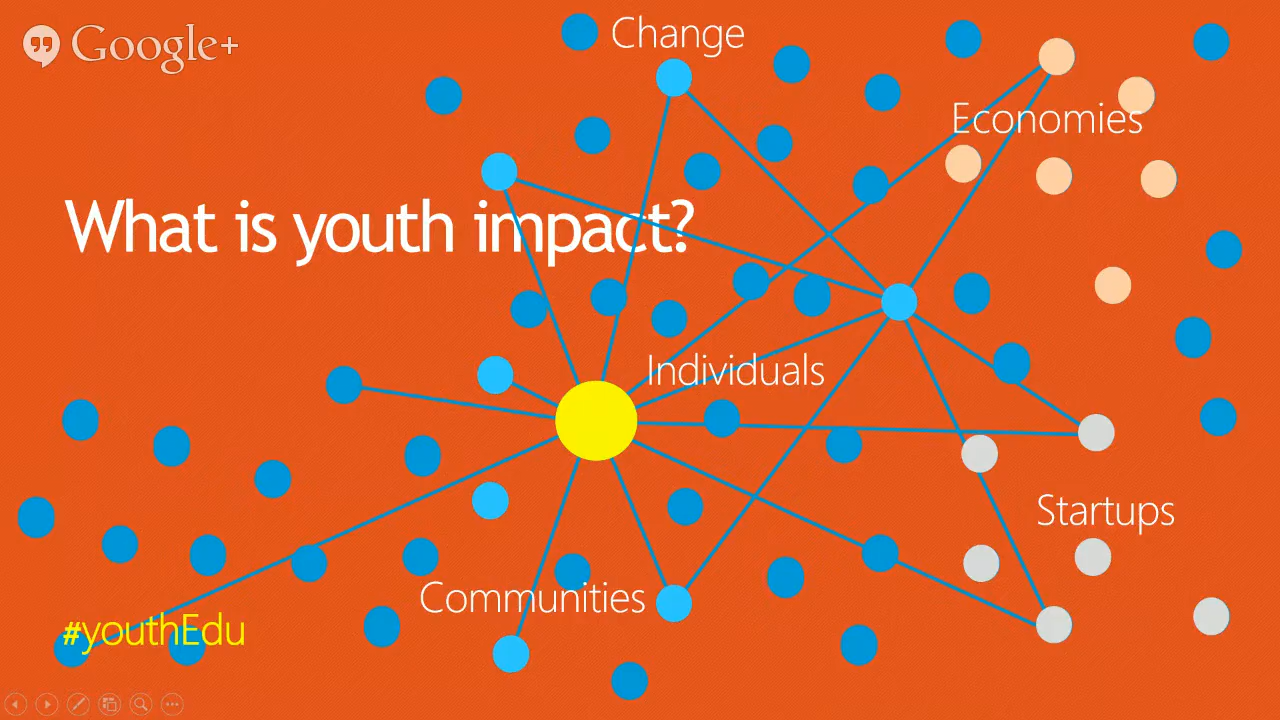 Google+
Change
Economies
What is youth impact?
Individuals
Startups
Communities
#youthEdu